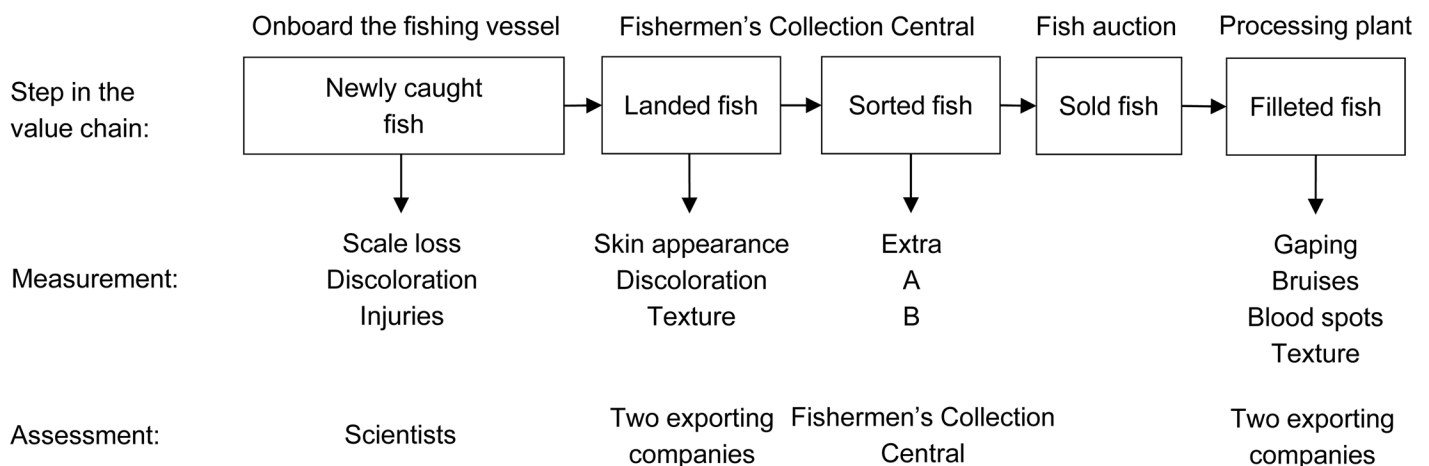 Onboard the fishing vessel
Fishermen's Collection Central
Fish auction
Processing plant
Step in the
value chain:
Newly caught
fish
Landed fish
Sorted fish
Sold fish
Filleted fish
Measurement:
Scale loss
Discoloration
Injuries
Skin appearance
Discoloration
Texture
Extra
A
B
Gaping
Bruises
Blood spots
Texture
Assessment:
Scientists
Two exporting
companies
Fishermen's Collection
Central
Two exporting
companies